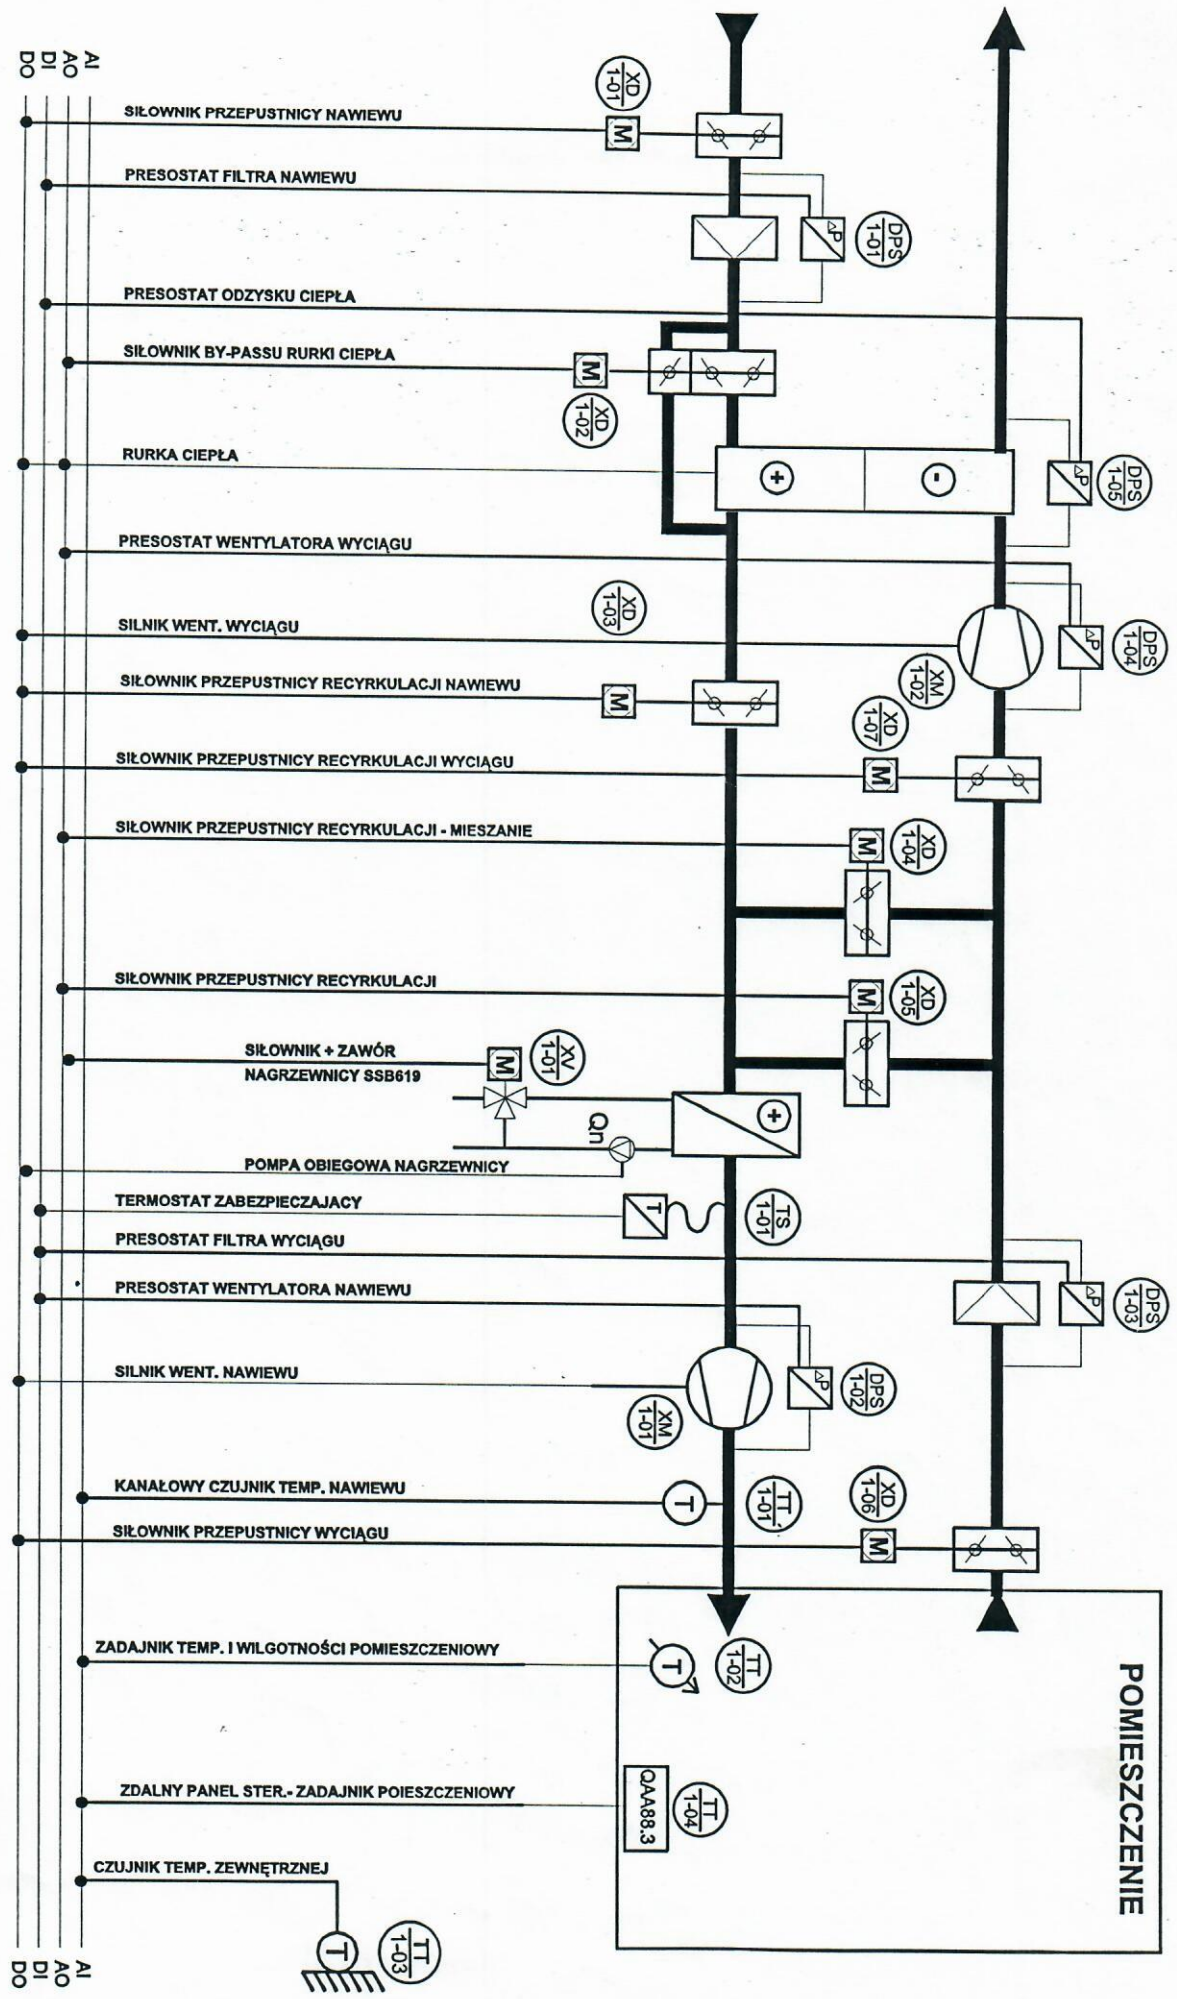 AI
AO
DI
DO
XD
1-01
SIŁOWNIK PRZEPUSTNICY NAWIEWU
M
PRESOSTAT FILTRA NAWIEWU
ΔP
DPS
1-01
PRESOSTAT ODZYSKU CIEPŁA
SIŁOWNIK BY-PASSU RURKI CIEPŁA
M
XD
1-02
RURKA CIEPŁA
+
-
ΔP
DPS
1-05
PRESOSTAT WENTYLATORA WYCIĄGU
XD
1-03
SILNIK WENT. WYCIĄGU
ΔP
DPS
1-04
XM
1-02
SIŁOWNIK PRZEPUSTNICY RECYRKULACJI NAWIEWU
M
XD
1-07
SIŁOWNIK PRZEPUSTNICY RECYRKULACJI WYCIĄGU
M
SIŁOWNIK PRZEPUSTNICY RECYRKULACJI - MIESZANIE
M
XD
1-04
SIŁOWNIK PRZEPUSTNICY RECYRKULACJI
M
XD
1-05
SIŁOWNIK + ZAWÓR
NAGRZEWNICY SSB619
M
XV
1-01
+
Qn
POMPA OBIEGOWA NAGRZEWNICY
TERMOSTAT ZABEZPIECZAJACY
T
TS
1-01
PRESOSTAT FILTRA WYCIĄGU
ΔP
DPS
1-03
PRESOSTAT WENTYLATORA NAWIEWU
SILNIK WENT. NAWIEWU
ΔP
DPS
1-02
XM
1-01
KANAŁOWY CZUJNIK TEMP. NAWIEWU
T
TT
1-01
XD
1-06
SIŁOWNIK PRZEPUSTNICY WYCIĄGU
M
POMIESZCZENIE
ZADAJNIK TEMP. I WILGOTNOŚCI POMIESZCZENIOWY
T
TT
1-02
ZDALNY PANEL STER.- ZADAJNIK POIESZCZENIOWY
QAA88.3
TT
1-04
CZUJNIK TEMP. ZEWNĘTRZNEJ
T
TT
1-03
AI
AO
DI
DO